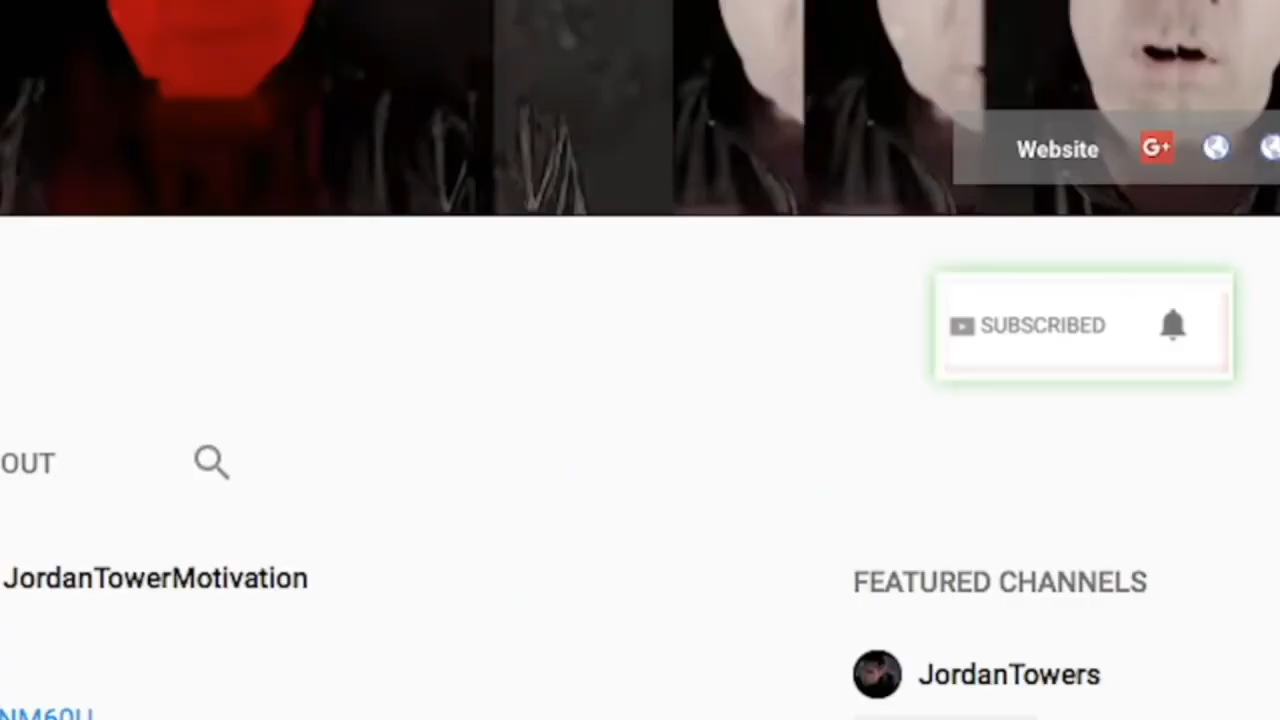 Website G+
SUBSCRIBED
OUT
JordanTowerMotivation
FEATURED CHANNELS
JordanTowers